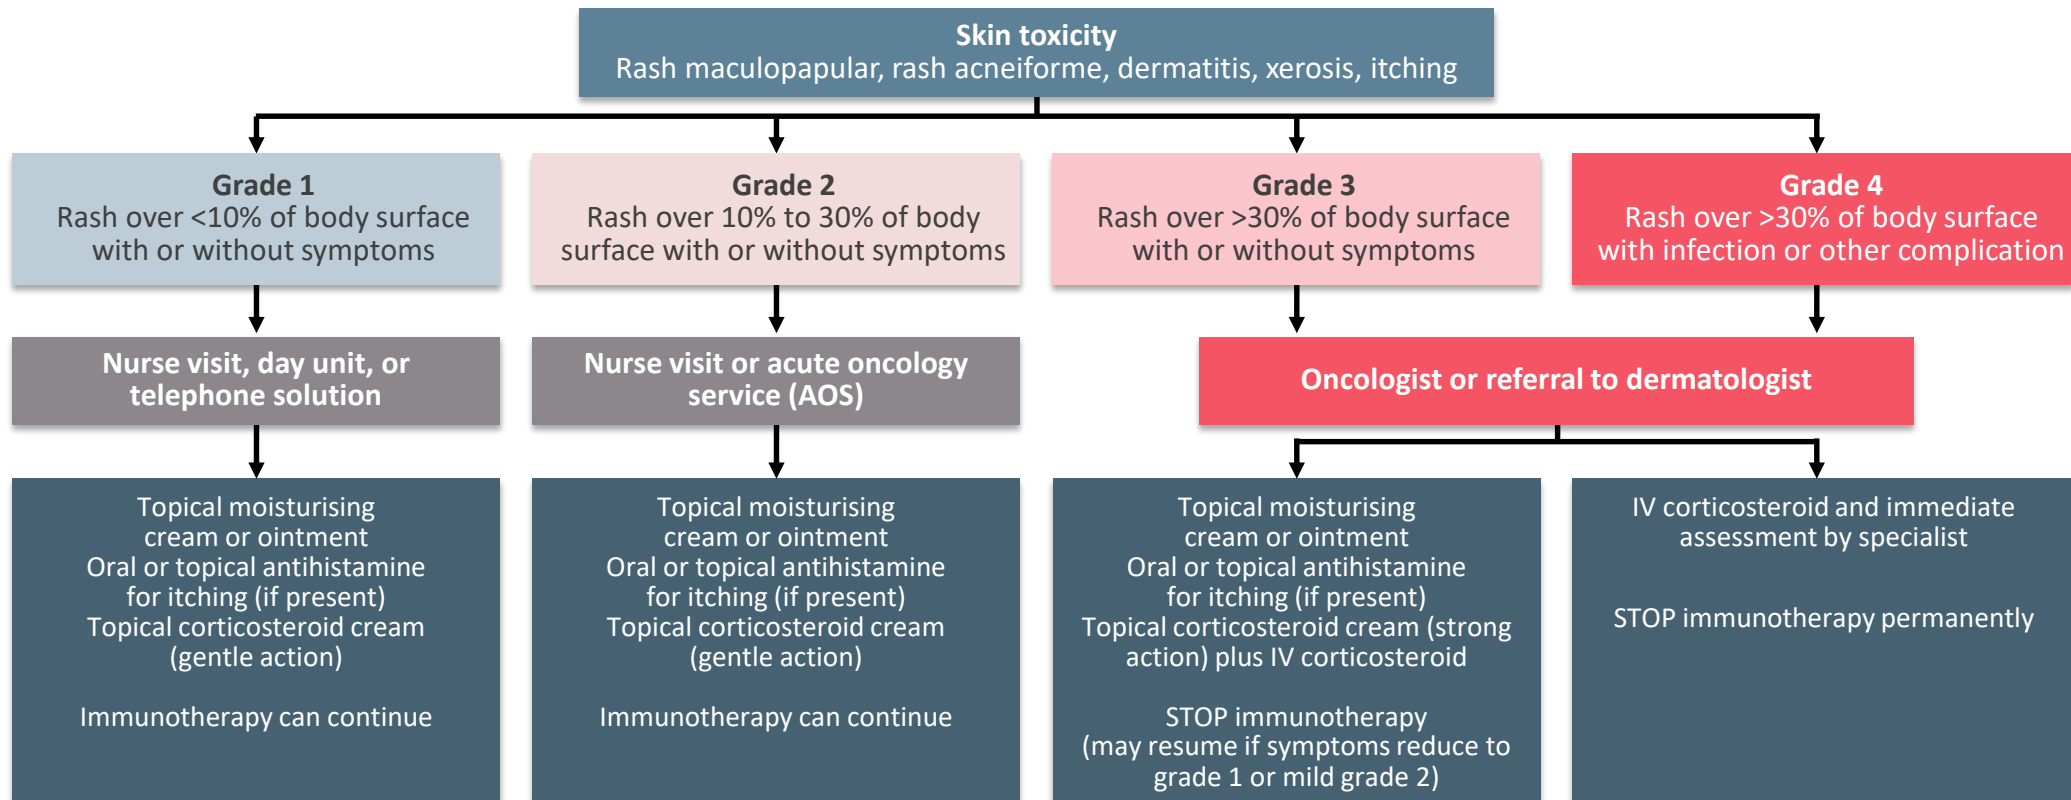 Skin toxicity
Rash maculopapular, rash acneiforme, dermatitis, xerosis, itching
Grade 1
Rash over <10% of body surface
with or without symptoms
Grade 2
Rash over 10% to 30% of body
surface with or without symptoms
Grade 3
Rash over >30% of body surface
with or without symptoms
Grade 4
Rash over >30% of body surface
with infection or other complication
Nurse visit, day unit, or
telephone solution
Nurse visit or acute oncology
service (AOS)
Oncologist or referral to dermatologist
Topical moisturising
cream or ointment
Oral or topical antihistamine
for itching (if present)
Topical corticosteroid cream
(gentle action)
Immunotherapy can continue
Topical moisturising
cream or ointment
Oral or topical antihistamine
for itching (if present)
Topical corticosteroid cream
(gentle action)
Immunotherapy can continue
Topical moisturising
cream or ointment
Oral or topical antihistamine
for itching (if present)
Topical corticosteroid cream (strong
action) plus IV corticosteroid
STOP immunotherapy
(may resume if symptoms reduce to
grade 1 or mild grade 2)
IV corticosteroid and immediate
assessment by specialist
STOP immunotherapy permanently